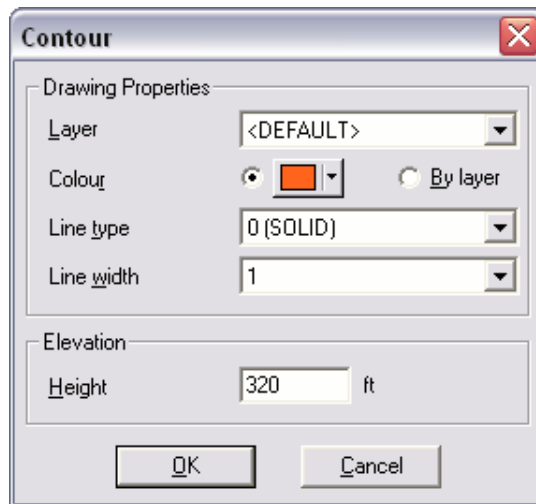 Contour
Drawing Properties
Layer <DEFAULT>
Colour By layer
Line type 0 (SOLID)
Line width 1
Elevation
Height 320 ft
OK Cancel